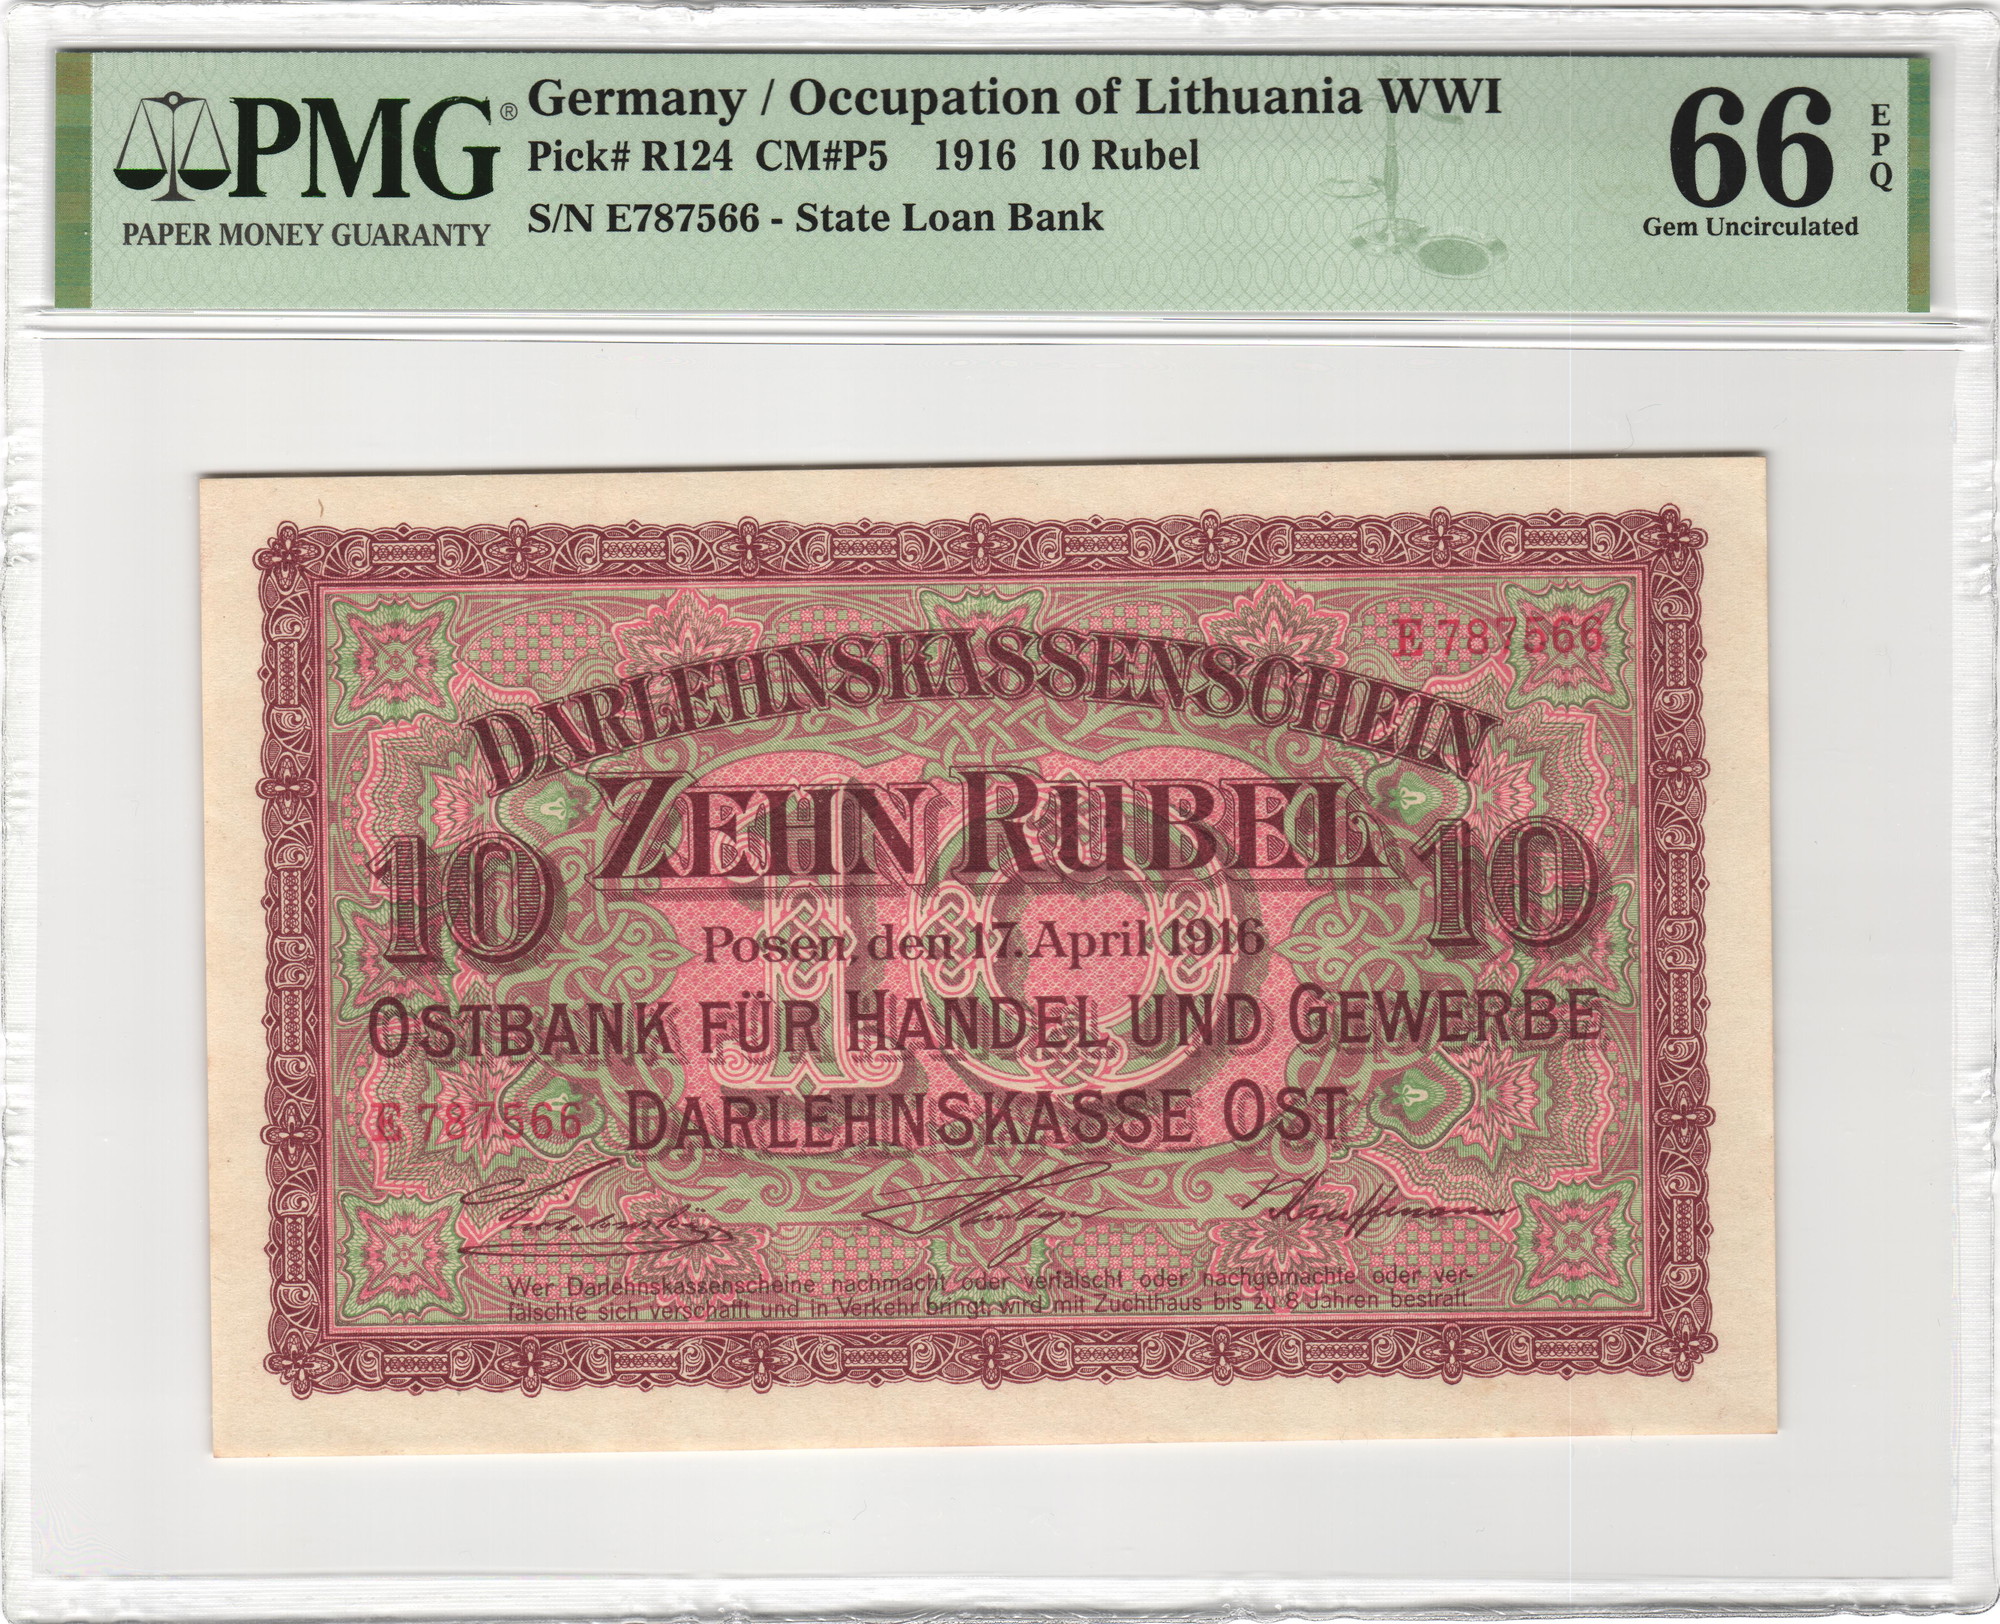 PMG®
PAPER MONEY GUARANTY
Germany / Occupation of Lithuania WWI
Pick# R124 CM#P5 1916 10 Rubel
S/N E787566 - State Loan Bank
66
EPQ
Gem Uncirculated
E 787566
DARLEHNSKASSENSCHEIN
ZEHN RUBEL
10 10 10
Posen, den 17. April 1916
OSTBANK FÜR HANDEL UND GEWERBE
E 787566 DARLEHNSKASSE OST
Wer Darlehnskassenscheine nachmacht oder verfälscht oder nachgemachte oder ver-
fälschte sich verschafft und in Verkehr bringt, wird mit Zuchthaus bis zu 8 Jahren bestraft.